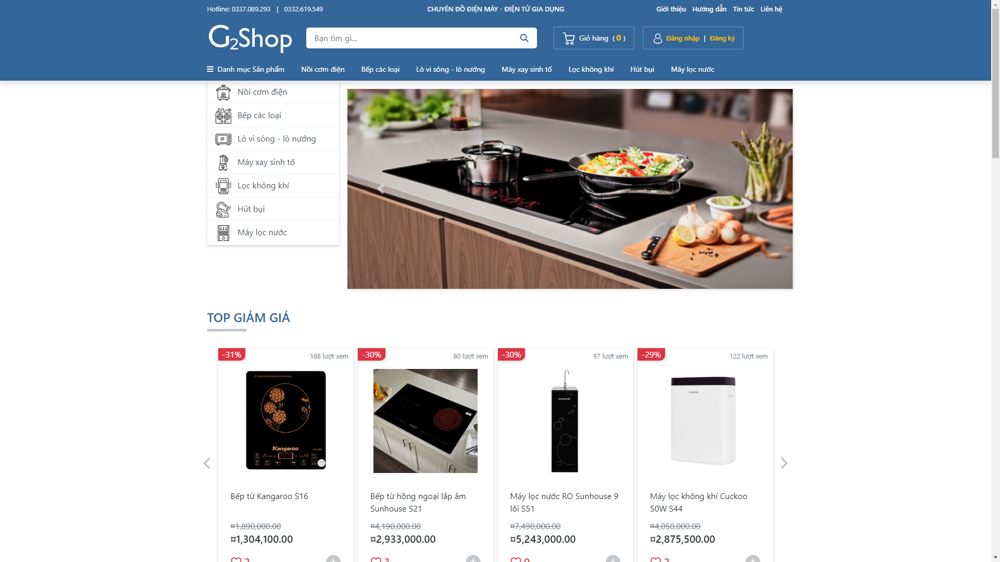 Hotline: 0337.089.293 | 0332.619.549
CHUYÊN ĐỒ ĐIỆN MÁY - ĐIỆN TỬ GIA DỤNG
Giới thiệu Hướng dẫn Tin tức Liên hệ
G2Shop
Bạn tìm gì...
Giỏ hàng ( 0 )
Đăng nhập | Đăng ký
Danh mục Sản phẩm
Nồi cơm điện
Bếp các loại
Lò vi sóng - lò nướng
Máy xay sinh tố
Lọc không khí
Hút bụi
Máy lọc nước
Nồi cơm điện
Bếp các loại
Lò vi sóng - lò nướng
Máy xay sinh tố
Lọc không khí
Hút bụi
Máy lọc nước
TOP GIẢM GIÁ
-31%
188 lượt xem
Kangaroo
Bếp từ Kangaroo S16
¤1,890,000.00
¤1,304,100.00
2
-30%
80 lượt xem
Bếp từ hồng ngoại lắp âm
Sunhouse S21
¤4,190,000.00
¤2,933,000.00
3
-30%
97 lượt xem
SUNHOUSE
Máy lọc nước RO Sunhouse 9
lõi S51
¤7,490,000.00
¤5,243,000.00
0
-29%
122 lượt xem
CUCKOO
Máy lọc không khí Cuckoo
50W S44
¤4,050,000.00
¤2,875,500.00
2